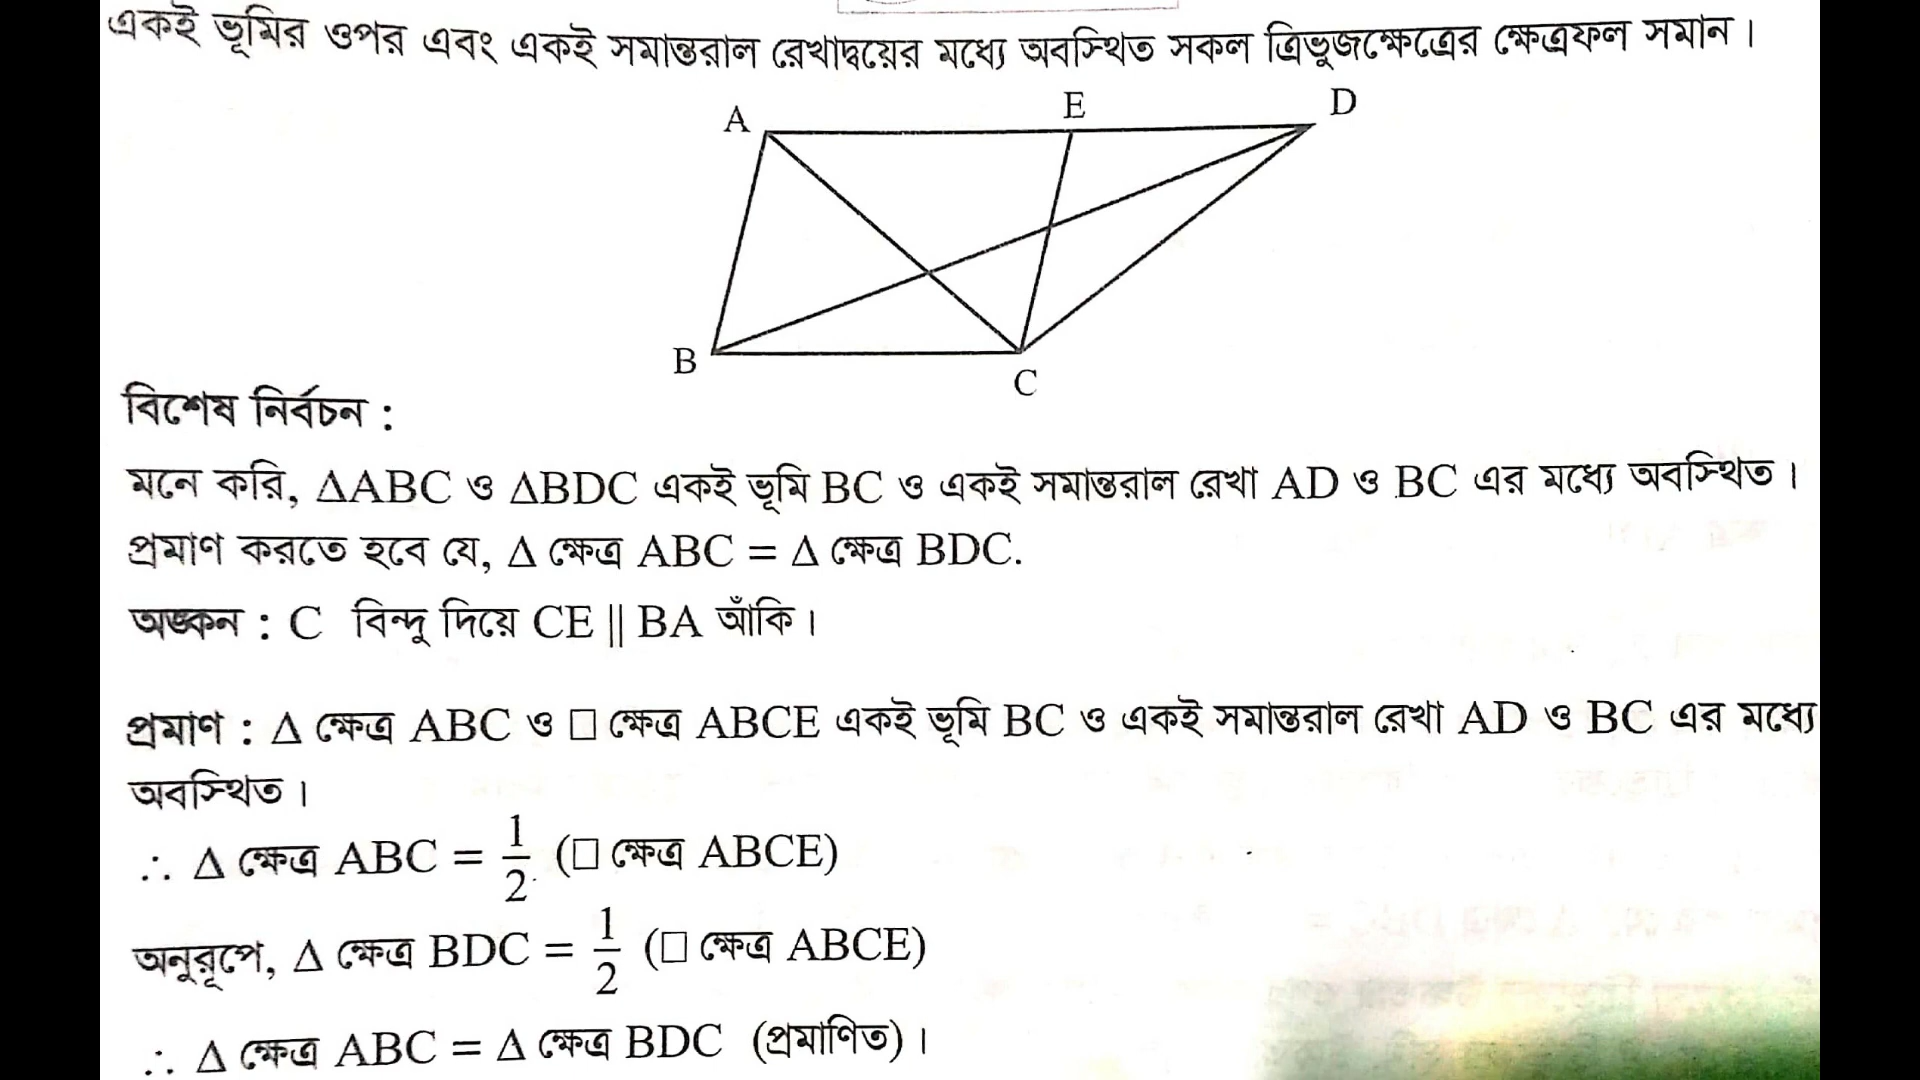 একই ভূমির ওপর এবং একই সমান্তরাল রেখাদ্বয়ের মধ্যে অবস্থিত সকল ত্রিভুজক্ষেত্রের ক্ষেত্রফল সমান।
A E D
B C
বিশেষ নির্বচন :
মনে করি, ΔABC ও ΔBDC একই ভূমি BC ও একই সমান্তরাল রেখা AD ও BC এর মধ্যে অবস্থিত।
প্রমাণ করতে হবে যে, Δ ক্ষেত্র ABC = Δ ক্ষেত্র BDC.
অঙ্কন : C বিন্দু দিয়ে CE || BA আঁকি।
প্রমাণ : Δ ক্ষেত্র ABC ও □ ক্ষেত্র ABCE একই ভূমি BC ও একই সমান্তরাল রেখা AD ও BC এর মধ্যে
অবস্থিত।
∴ Δ ক্ষেত্র ABC = 1/2 (□ ক্ষেত্র ABCE)
অনুরূপে, Δ ক্ষেত্র BDC = 1/2 (□ ক্ষেত্র ABCE)
∴ Δ ক্ষেত্র ABC = Δ ক্ষেত্র BDC (প্রমাণিত)।